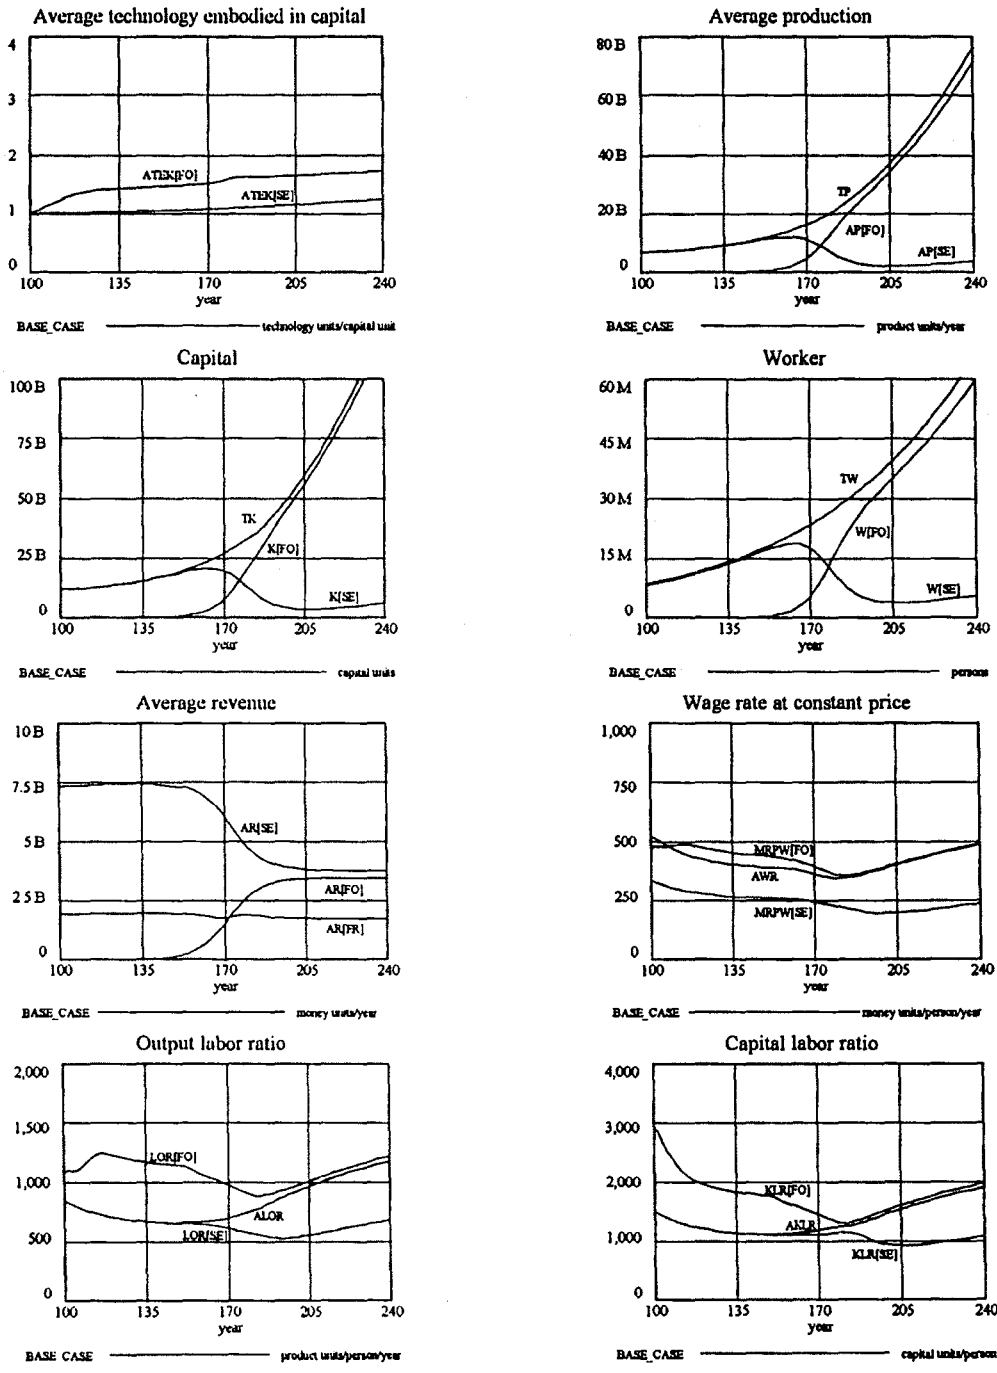 Average technology embodied in capital
4
3
2
1
0
ATEK[FO]
ATEK[SE]
100 135 170 205 240
year
BASE_CASE technology units/capital unit
Average production
80 B
60 B
40 B
20 B
0
TP
AP[FO]
AP[SE]
100 135 170 205 240
year
BASE_CASE product units/year
Capital
100 B
75 B
50 B
25 B
0
TK
K[FO]
K[SE]
100 135 170 205 240
year
BASE_CASE capital units
Worker
60 M
45 M
30 M
15 M
0
TW
W[FO]
W[SE]
100 135 170 205 240
year
BASE_CASE persons
Average revenue
10 B
7.5 B
5 B
2.5 B
0
AR[SE]
AR[FO]
AR[FR]
100 135 170 205 240
year
BASE_CASE money units/year
Wage rate at constant price
1,000
750
500
250
0
MRPW[FO]
AWR
MRPW[SE]
100 135 170 205 240
year
BASE_CASE money units/person/year
Output labor ratio
2,000
1,500
1,000
500
0
LOR[FO]
ALOR
LOR[SE]
100 135 170 205 240
year
BASE CASE product units/person/year
Capital labor ratio
4,000
3,000
2,000
1,000
0
KLR[FO]
AKLR
KLR[SE]
100 135 170 205 240
year
BASE_CASE capital units/person